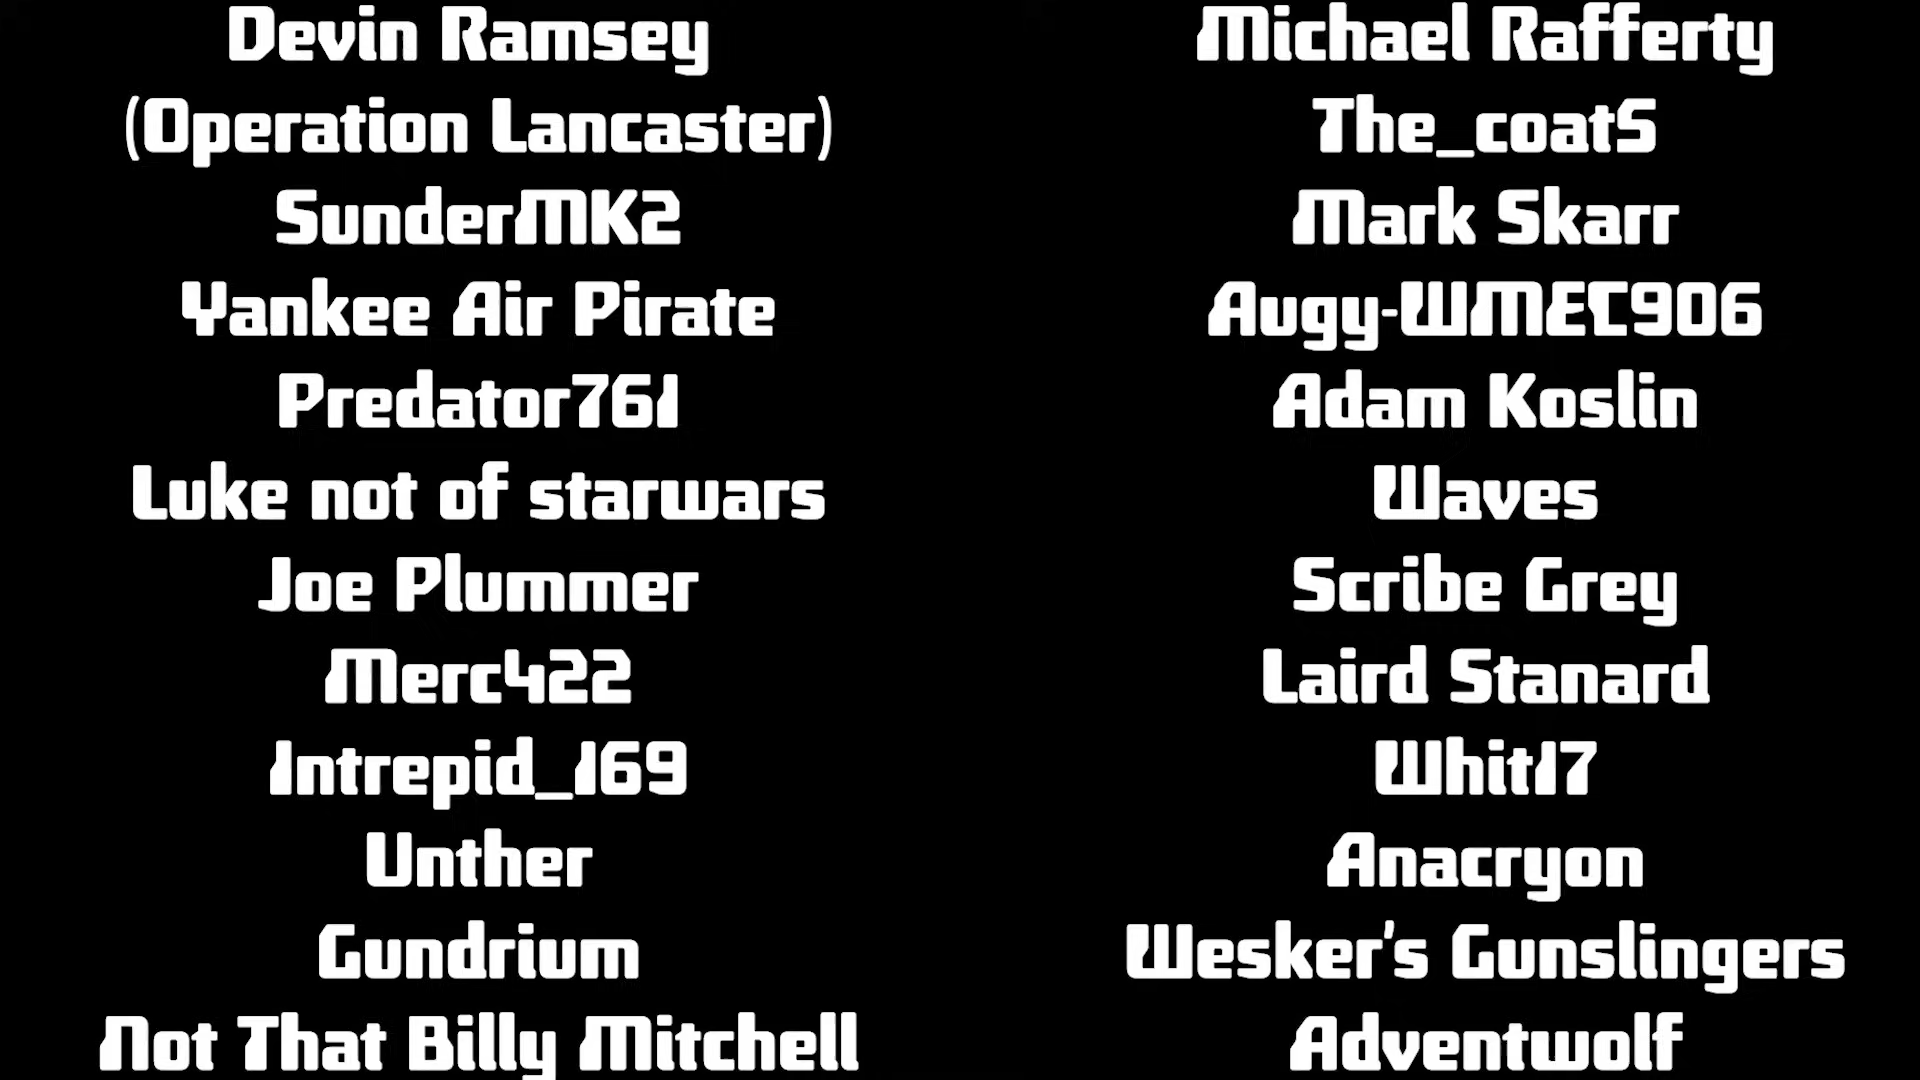 Devin Ramsey
(Operation Lancaster)
SunderMK2
Yankee Air Pirate
Predator761
Luke not of starwars
Joe Plummer
Merc422
Intrepid_169
Unther
Gundrium
Not That Billy Mitchell
Michael Rafferty
The_coatS
Mark Skarr
Augy-WMEC906
Adam Koslin
Waves
Scribe Grey
Laird Stanard
Whit17
Anacryon
Wesker's Gunslingers
Adventwolf